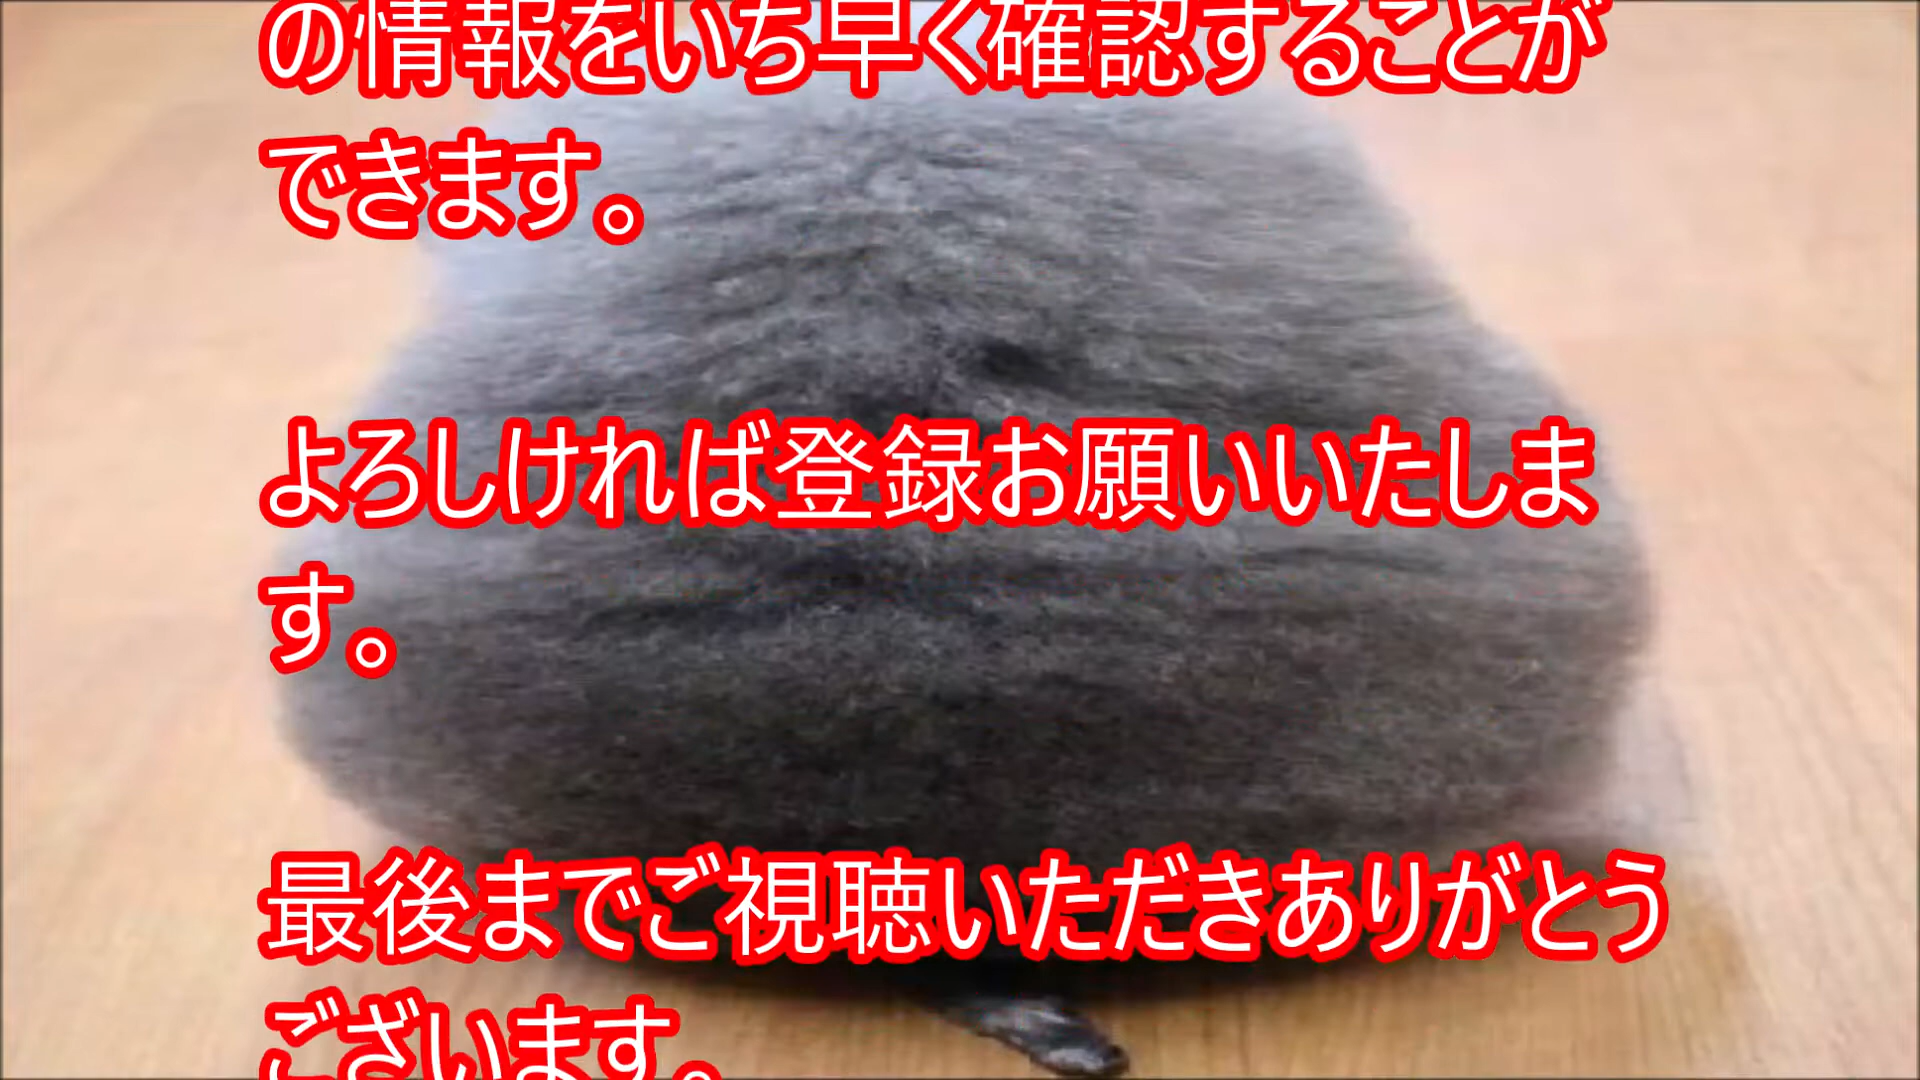 の情報をいち早く確認することが
できます。
よろしければ登録お願いいたしま
す。
最後までご視聴いただきありがとう
ございます。